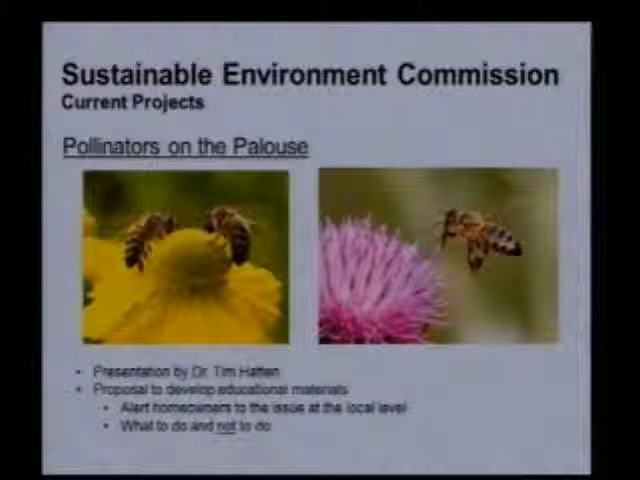 Sustainable Environment Commission
Current Projects
Pollinators on the Palouse
• Presentation by Dr. Tim Hatten
• Proposal to develop educational materials
• Alert homeowners to the issue at the local level
• What to do and not to do